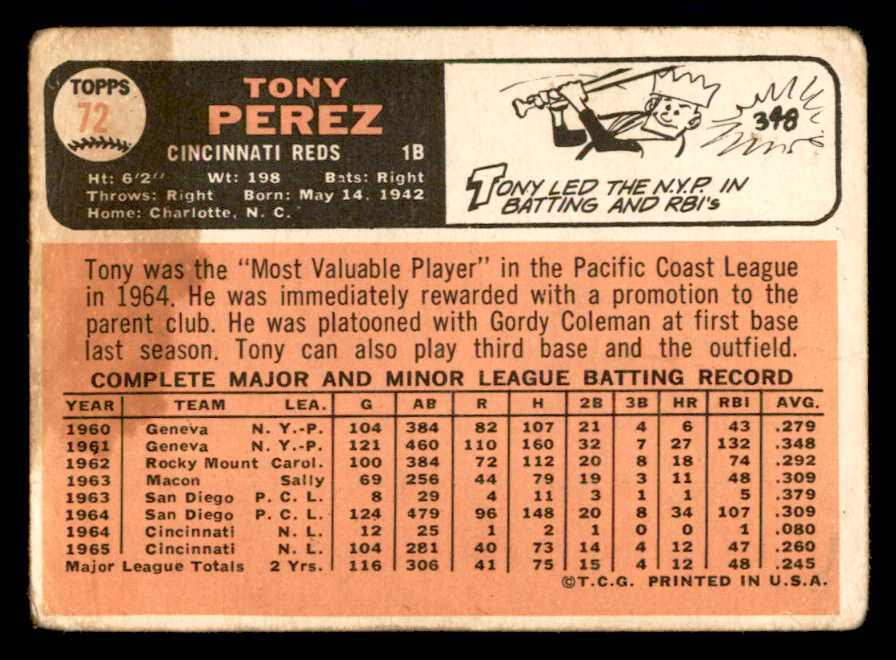 TOPPS
72
TONY
PEREZ
CINCINNATI REDS 1B
Ht: 6'2" Wt: 198 Bats: Right
Throws: Right Born: May 14, 1942
Home: Charlotte, N. C.
348
TONY LED THE N.Y.P. IN
BATTING AND RBI's
Tony was the "Most Valuable Player" in the Pacific Coast League
in 1964. He was immediately rewarded with a promotion to the
parent club. He was platooned with Gordy Coleman at first base
last season. Tony can also play third base and the outfield.
COMPLETE MAJOR AND MINOR LEAGUE BATTING RECORD
YEAR TEAM LEA. G AB R H 2B 3B HR RBI AVG.
1960 Geneva N. Y.-P. 104 384 82 107 21 4 6 43 .279
1961 Geneva N. Y.-P. 121 460 110 160 32 7 27 132 .348
1962 Rocky Mount Carol. 100 384 72 112 20 8 18 74 .292
1963 Macon Sally 69 256 44 79 19 3 11 48 .309
1963 San Diego P. C. L. 8 29 4 11 3 1 1 5 .379
1964 San Diego P. C. L. 124 479 96 148 20 8 34 107 .309
1964 Cincinnati N. L. 12 25 1 2 1 0 0 1 .080
1965 Cincinnati N. L. 104 281 40 73 14 4 12 47 .260
Major League Totals 2 Yrs. 116 306 41 75 15 4 12 48 .245
©T.C.G. PRINTED IN U.S.A.